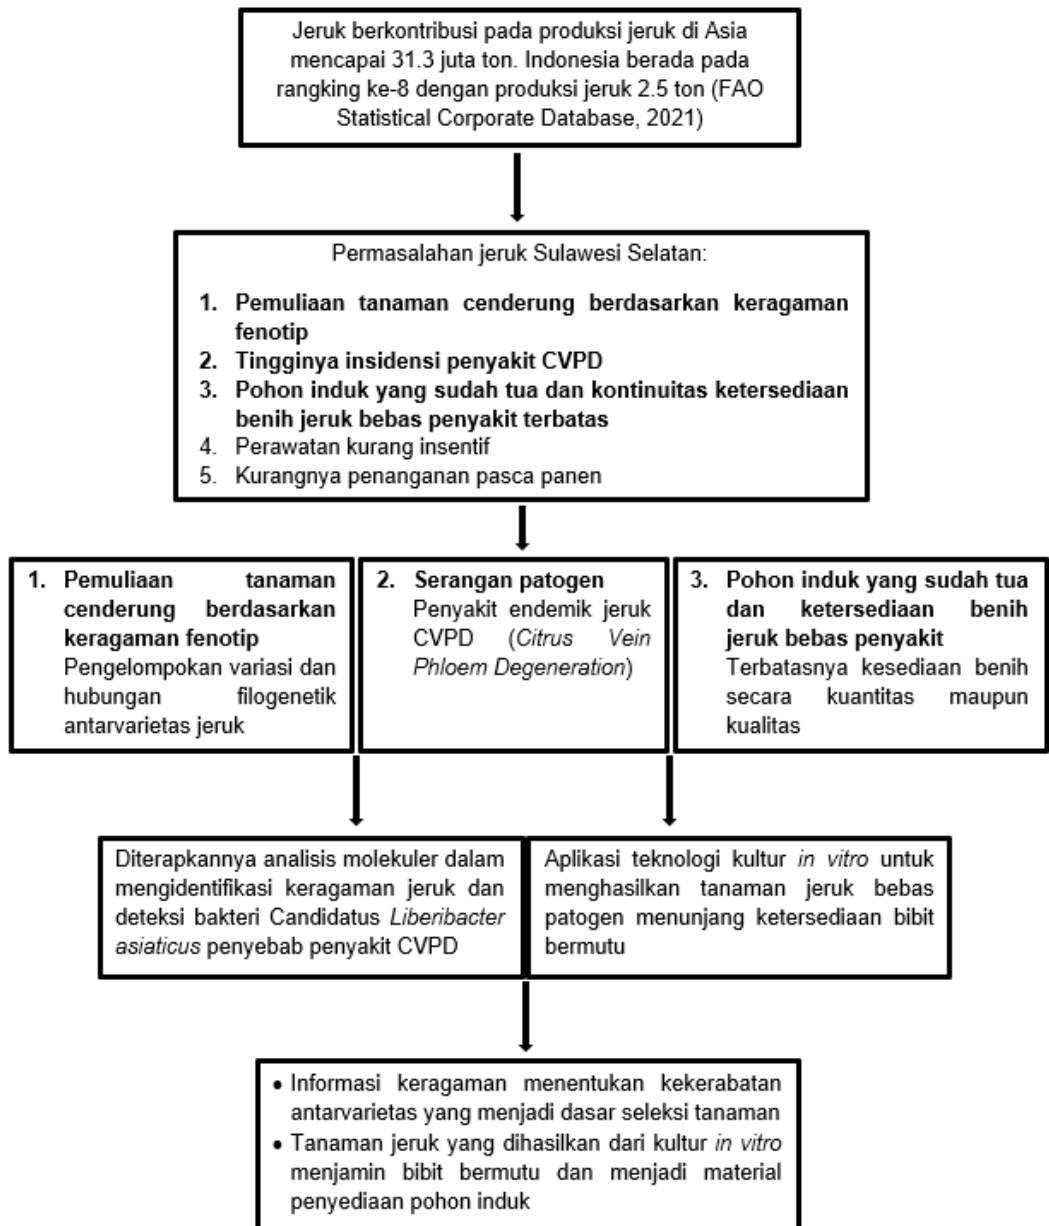 Jeruk berkontribusi pada produksi jeruk di Asia
mencapai 31.3 juta ton. Indonesia berada pada
rangking ke-8 dengan produksi jeruk 2.5 ton (FAO
Statistical Corporate Database, 2021)
Permasalahan jeruk Sulawesi Selatan:
1. Pemuliaan tanaman cenderung berdasarkan keragaman
fenotip
2. Tingginya insidensi penyakit CVPD
3. Pohon induk yang sudah tua dan kontinuitas ketersediaan
benih jeruk bebas penyakit terbatas
4. Perawatan kurang insentif
5. Kurangnya penanganan pasca panen
1. Pemuliaan tanaman
cenderung berdasarkan
keragaman fenotip
Pengelompokan variasi dan
hubungan filogenetik
antarvarietas jeruk
2. Serangan patogen
Penyakit endemik jeruk
CVPD (Citrus Vein
Phloem Degeneration)
3. Pohon induk yang sudah tua
dan ketersediaan benih
jeruk bebas penyakit
Terbatasnya kesediaan benih
secara kuantitas maupun
kualitas
Diterapkannya analisis molekuler dalam
mengidentifikasi keragaman jeruk dan
deteksi bakteri Candidatus Liberibacter
asiaticus penyebab penyakit CVPD
Aplikasi teknologi kultur in vitro untuk
menghasilkan tanaman jeruk bebas
patogen menunjang ketersediaan bibit
bermutu
• Informasi keragaman menentukan kekerabatan
antarvarietas yang menjadi dasar seleksi tanaman
• Tanaman jeruk yang dihasilkan dari kultur in vitro
menjamin bibit bermutu dan menjadi material
penyediaan pohon induk